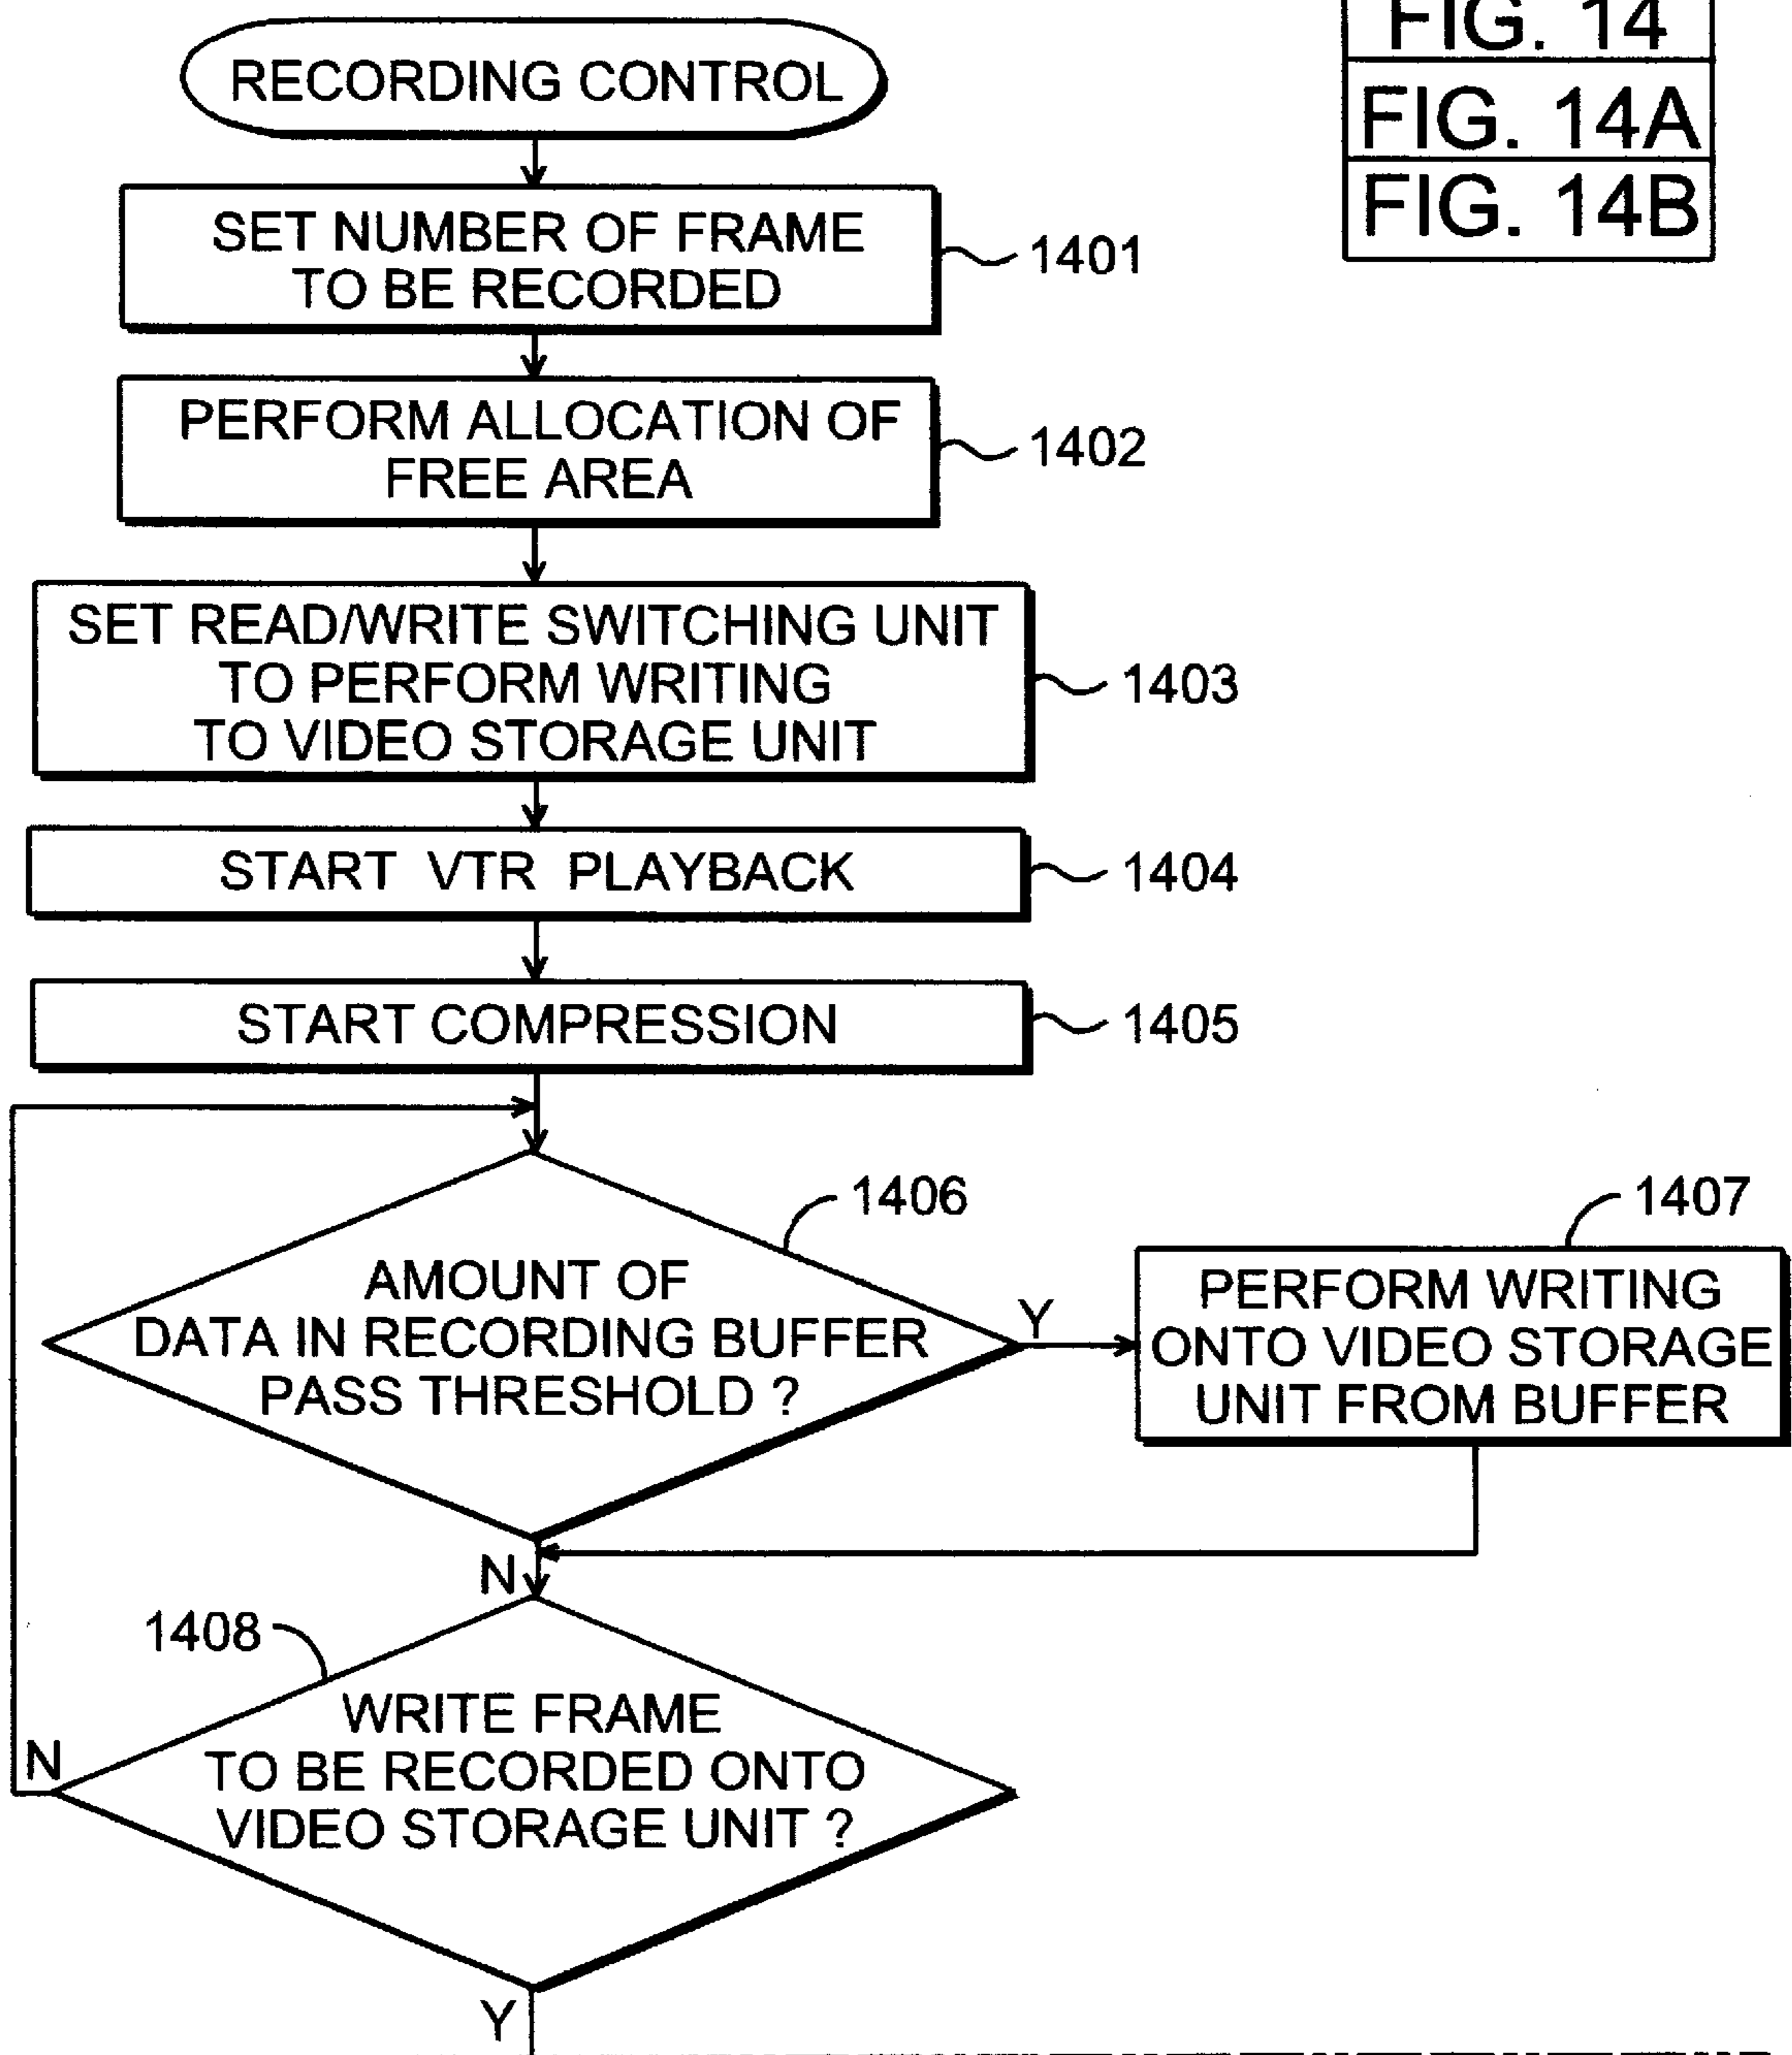 FIG. 14
FIG. 14A
FIG. 14B
RECORDING CONTROL
SET NUMBER OF FRAME
TO BE RECORDED
1401
PERFORM ALLOCATION OF
FREE AREA
1402
SET READ/WRITE SWITCHING UNIT
TO PERFORM WRITING
TO VIDEO STORAGE UNIT
1403
START VTR PLAYBACK
1404
START COMPRESSION
1405
1406
AMOUNT OF
DATA IN RECORDING BUFFER
PASS THRESHOLD ?
Y
1407
PERFORM WRITING
ONTO VIDEO STORAGE
UNIT FROM BUFFER
N
1408
WRITE FRAME
TO BE RECORDED ONTO
VIDEO STORAGE UNIT ?
N
Y